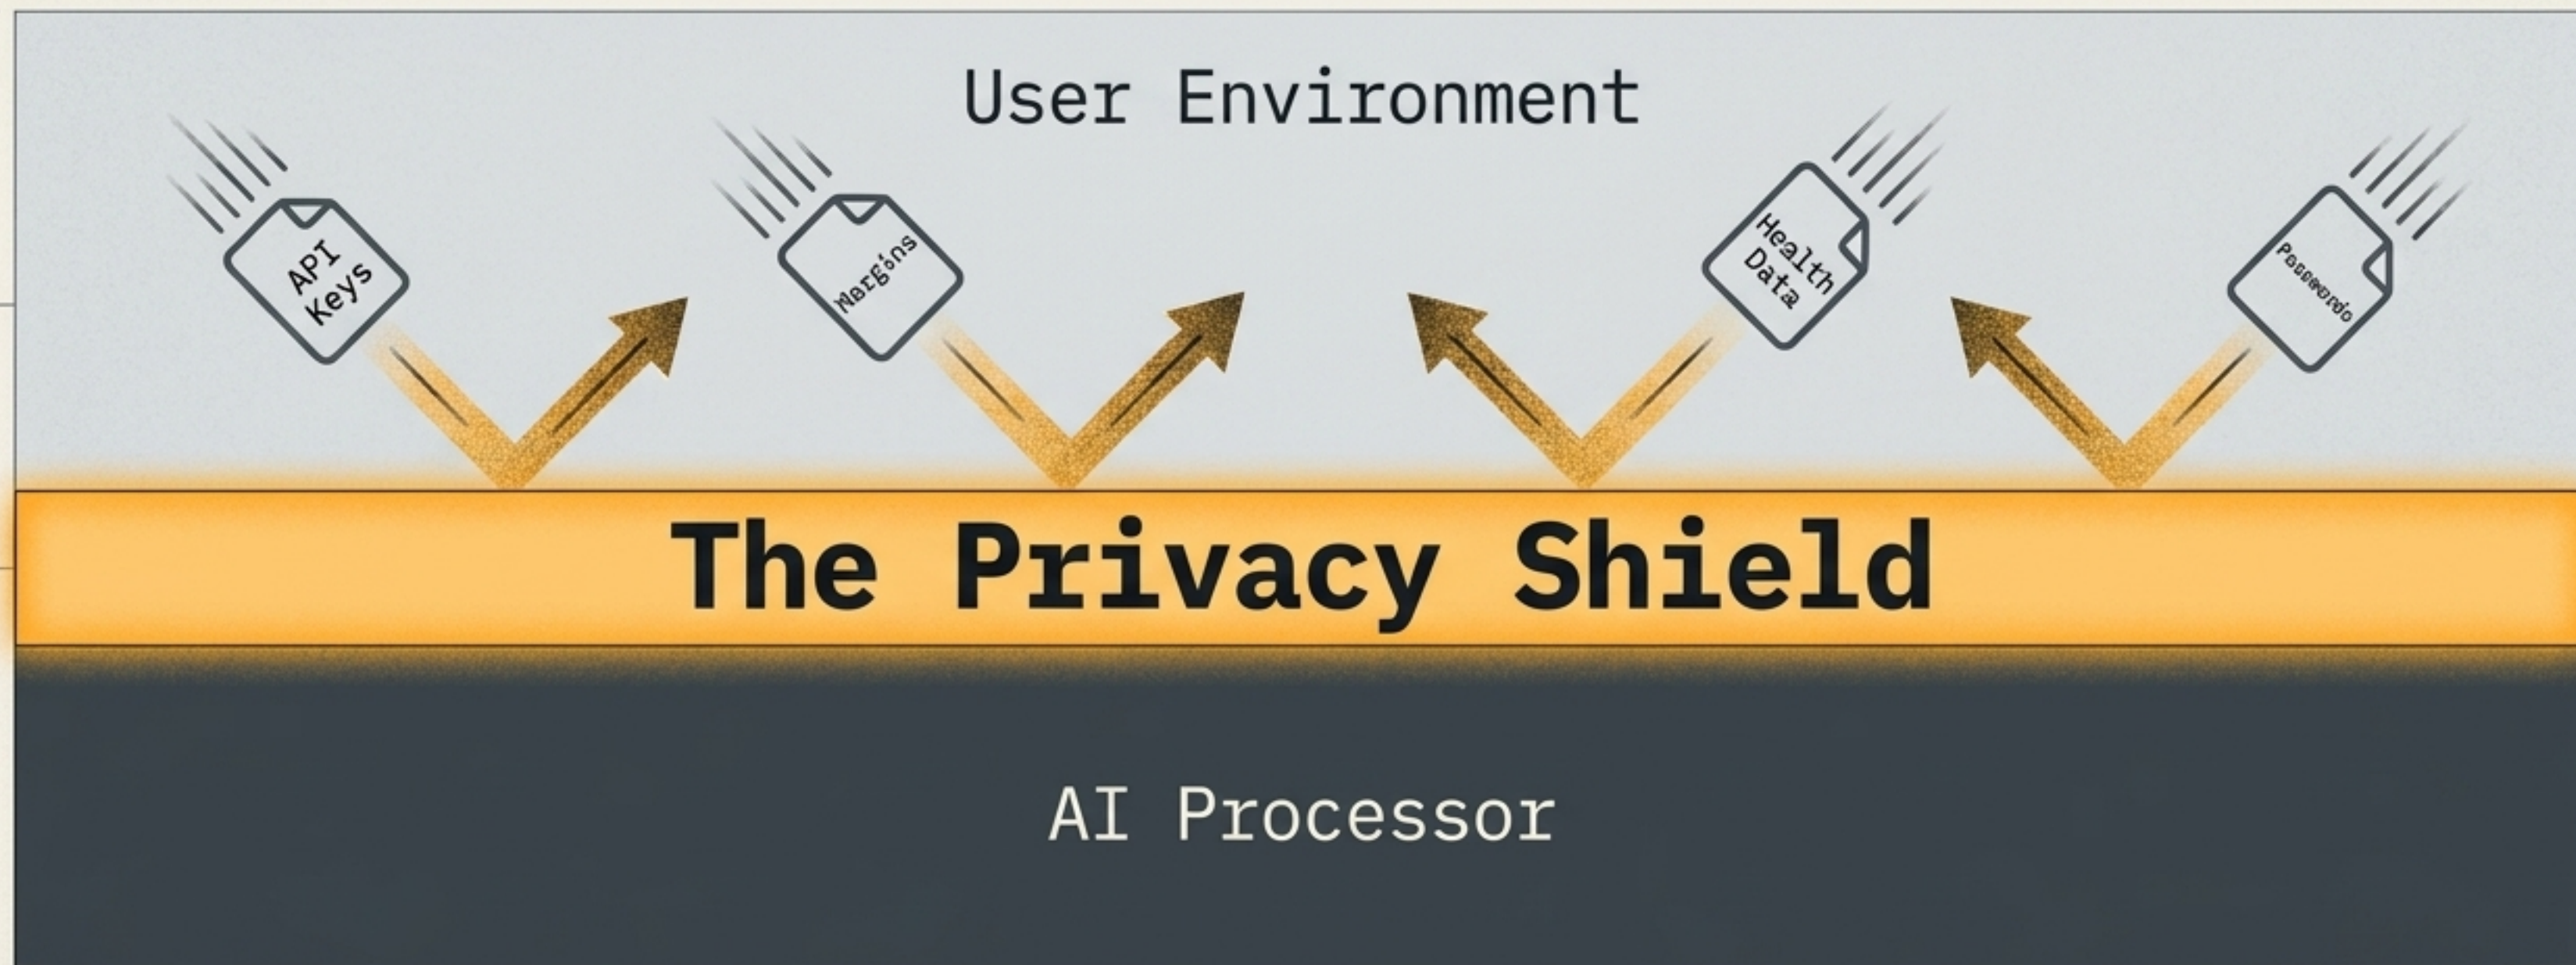 User Environment
API
Keys
Margins
Health
Data
The Privacy Shield
AI Processor